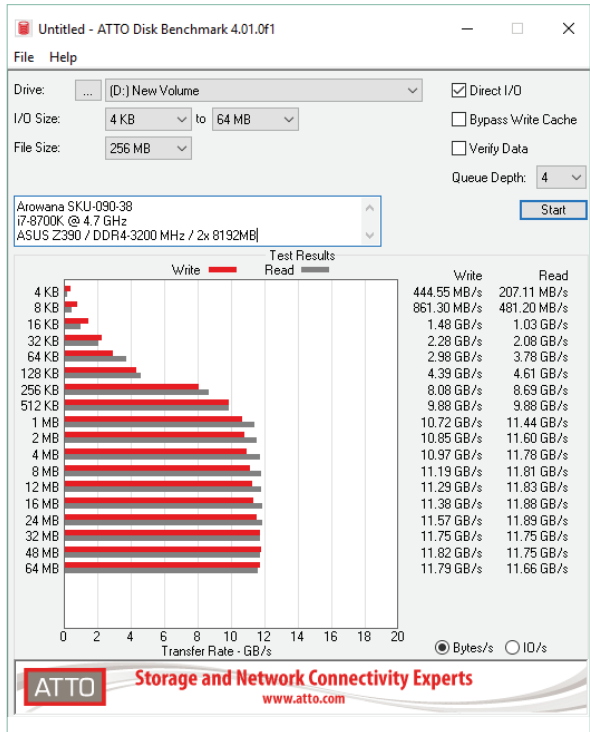 Untitled - ATTO Disk Benchmark 4.01.0f1
File Help
Drive: ... (D:) New Volume Direct I/O
I/O Size: 4 KB to 64 MB Bypass Write Cache
File Size: 256 MB Verify Data
Queue Depth: 4
Start
Arowana SKU-090-38
i7-8700K @ 4.7 GHz
ASUS Z390 / DDR4-3200 MHz / 2x 8192MB
Test Results
Write Read Write Read
4 KB 444.55 MB/s 207.11 MB/s
8 KB 861.30 MB/s 481.20 MB/s
16 KB 1.48 GB/s 1.03 GB/s
32 KB 2.28 GB/s 2.08 GB/s
64 KB 2.98 GB/s 3.78 GB/s
128 KB 4.39 GB/s 4.61 GB/s
256 KB 8.08 GB/s 8.69 GB/s
512 KB 9.88 GB/s 9.88 GB/s
1 MB 10.72 GB/s 11.44 GB/s
2 MB 10.85 GB/s 11.60 GB/s
4 MB 10.97 GB/s 11.78 GB/s
8 MB 11.19 GB/s 11.81 GB/s
12 MB 11.29 GB/s 11.83 GB/s
16 MB 11.38 GB/s 11.88 GB/s
24 MB 11.57 GB/s 11.89 GB/s
32 MB 11.75 GB/s 11.75 GB/s
48 MB 11.82 GB/s 11.75 GB/s
64 MB 11.79 GB/s 11.66 GB/s
0 2 4 6 8 10 12 14 16 18 20
Transfer Rate - GB/s Bytes/s IO/s
ATTO Storage and Network Connectivity Experts
www.atto.com